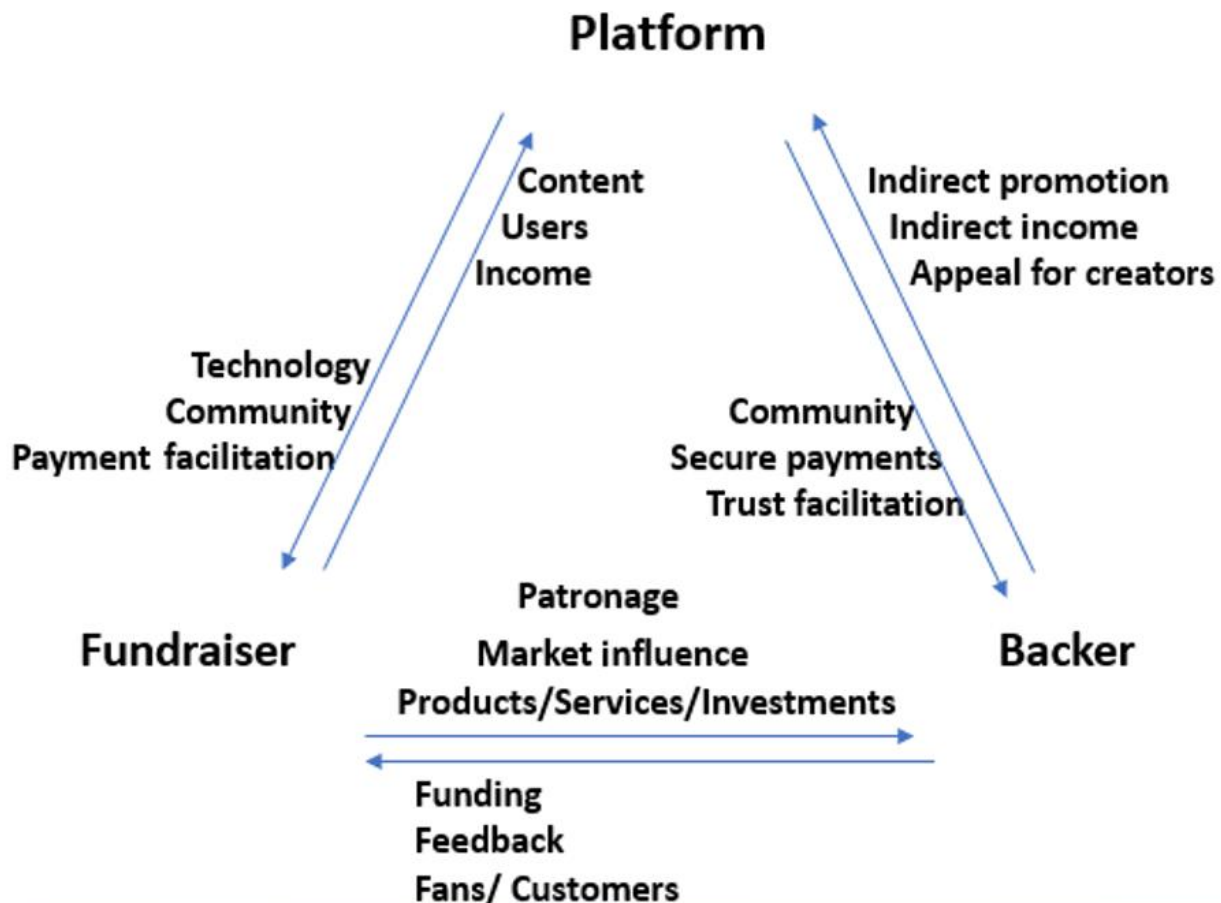 Platform
Content
Users
Income
Indirect promotion
Indirect income
Appeal for creators
Technology
Community
Payment facilitation
Community
Secure payments
Trust facilitation
Fundraiser
Patronage
Market influence
Products/Services/Investments
Backer
Funding
Feedback
Fans/ Customers